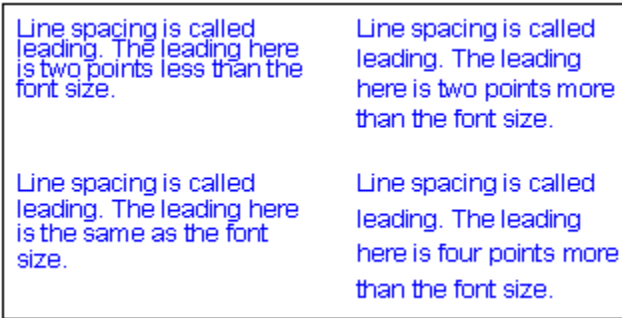 Line spacing is called
leading. The leading here
is two points less than the
font size.
Line spacing is called
leading. The leading
here is two points more
than the font size.
Line spacing is called
leading. The leading here
is the same as the font
size.
Line spacing is called
leading. The leading
here is four points more
than the font size.